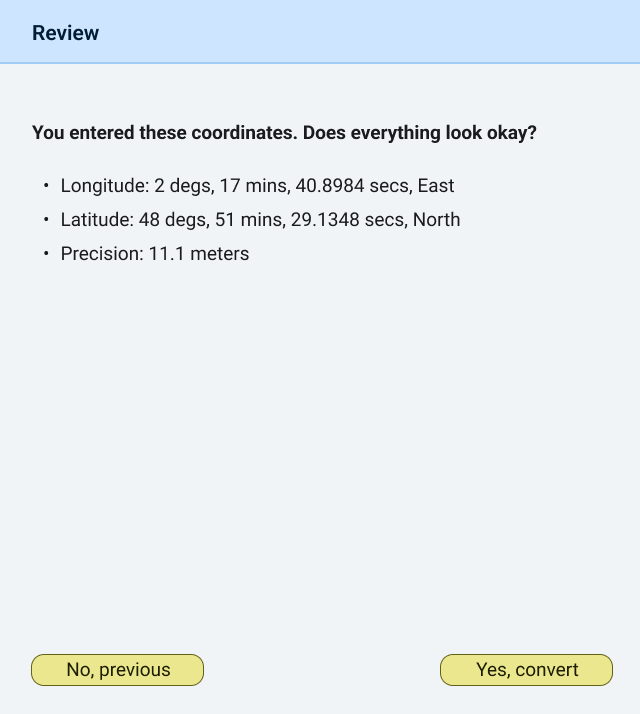 Review
You entered these coordinates. Does everything look okay?
• Longitude: 2 degs, 17 mins, 40.8984 secs, East
• Latitude: 48 degs, 51 mins, 29.1348 secs, North
• Precision: 11.1 meters
No, previous
Yes, convert